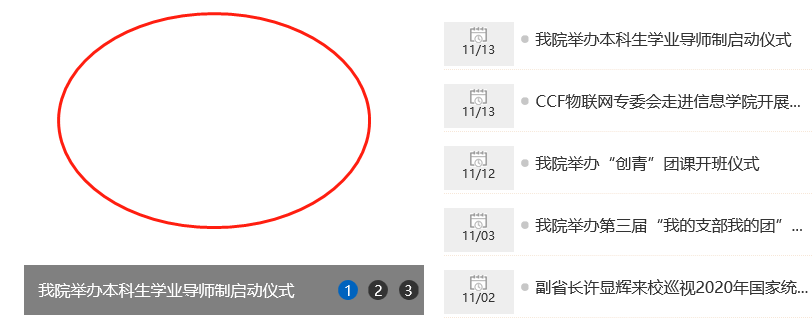 我院举办本科生学业导师制启动仪式
1 2 3
11/13
我院举办本科生学业导师制启动仪式
11/13
CCF物联网专委会走进信息学院开展...
11/12
我院举办“创青”团课开班仪式
11/03
我院举办第三届“我的支部我的团”...
11/02
副省长许显辉来校巡视2020年国家统...